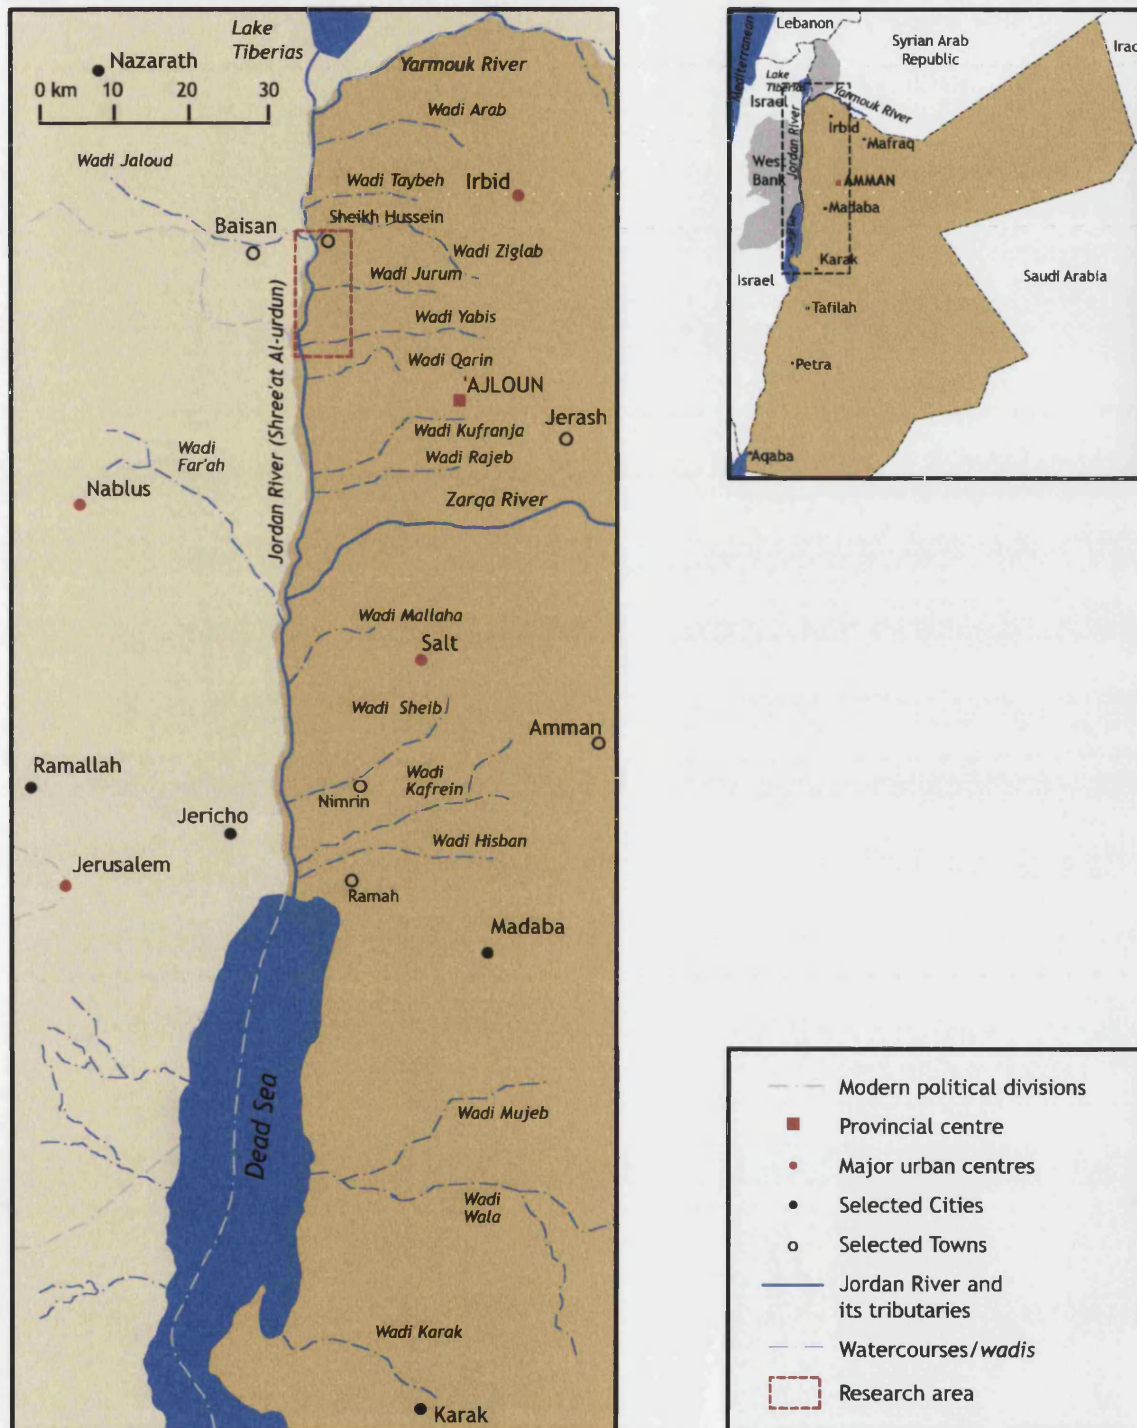 Lake
Tiberias
Nazarath
0 km 10 20 30
Yarmouk River
Wadi Arab
Wadi Jaloud
Wadi Taybeh
Irbid
Sheikh Hussein
Baisan
Wadi Ziglab
Wadi Jurum
Jordan River (Shree'at Al-urdun)
Wadi Yabis
Wadi Qarin
'AJLOUN
Jerash
Wadi Kufranja
Wadi
Far'ah
Wadi Rajeb
Nablus
Zarqa River
Wadi Mallaha
Salt
Wadi Sheib
Amman
Ramallah
Wadi
Kafrein
Nimrin
Jericho
Wadi Hisban
Jerusalem
Ramah
Madaba
Dead Sea
Wadi Mujeb
Wadi
Wala
Wadi Karak
Karak
Lebanon
Mediterranean
Syrian Arab
Republic
Iraq
Lake
Tiberias
Israel
Yarmouk River
Jordan River
Irbid
Mafraq
West
Bank
AMMAN
Madaba
Karak
Israel
Saudi Arabia
Tafilah
Petra
Aqaba
Modern political divisions
Provincial centre
Major urban centres
Selected Cities
Selected Towns
Jordan River and
its tributaries
Watercourses/wadis
Research area